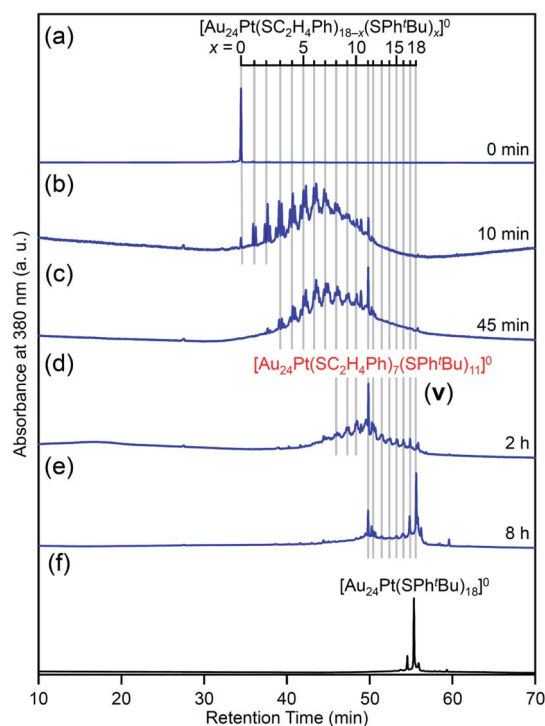 (a)
[Au₂₄Pt(SC₂H₄Ph)₁₈₋ₓ(SPhᵗBu)ₓ]⁰
x = 0 5 10 15 18
0 min
(b)
10 min
(c)
45 min
(d)
[Au₂₄Pt(SC₂H₄Ph)₇(SPhᵗBu)₁₁]⁰
(v)
2 h
(e)
8 h
(f)
[Au₂₄Pt(SPhᵗBu)₁₈]⁰
Absorbance at 380 nm (a. u.)
10 20 30 40 50 60 70
Retention Time (min)